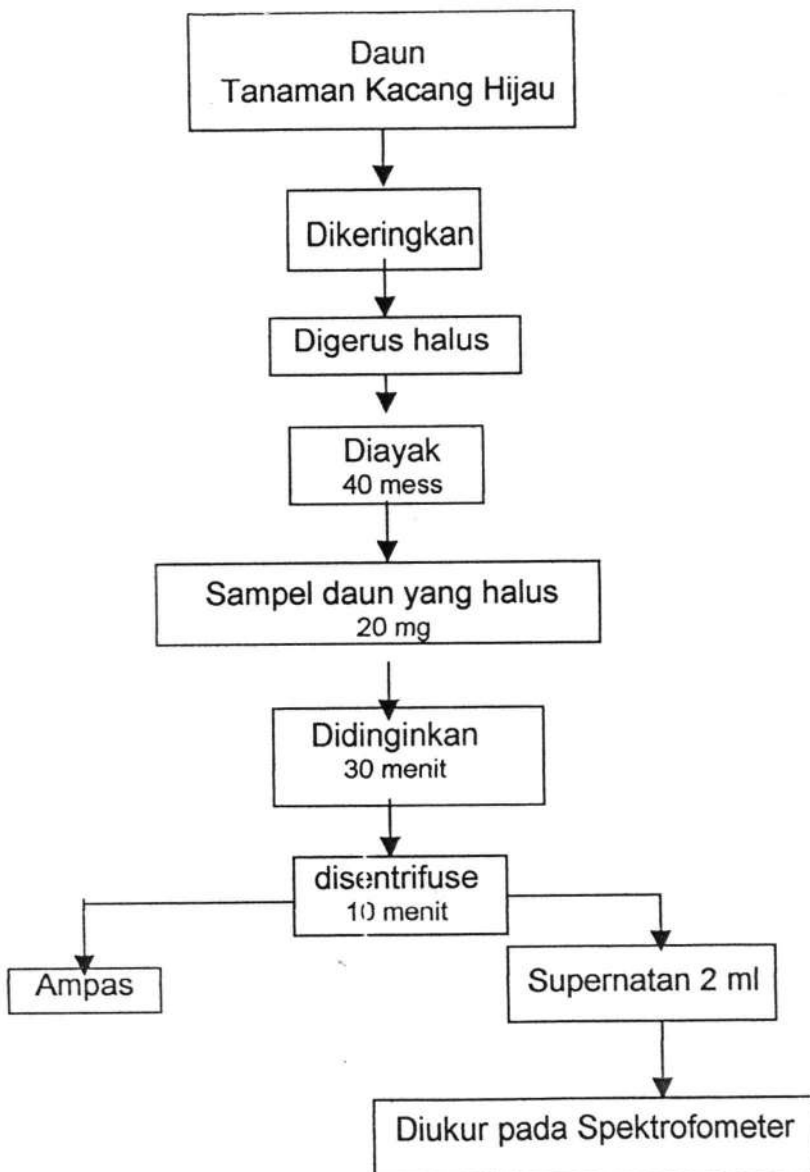 Daun
Tanaman Kacang Hijau
Dikeringkan
Digerus halus
Diayak
40 mess
Sampel daun yang halus
20 mg
Didinginkan
30 menit
disentrifuse
10 menit
Ampas
Supernatan 2 ml
Diukur pada Spektrofometer